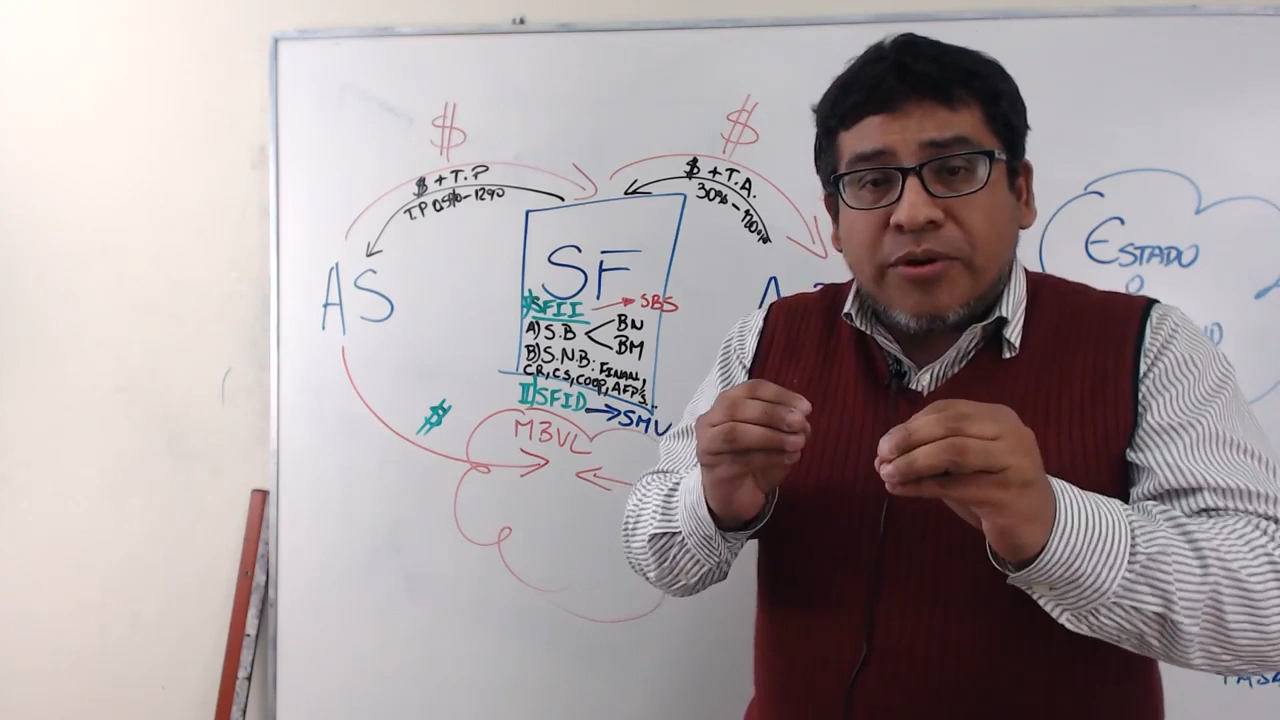 $
$
$ + T.P
T.P 0.5%-12%
$ + T.A.
30% -
AS
SF
I) SFII → SBS
A) S.B < BN
BM
B) S.N.B: FINAN,
CR, CS, COOP, AFP'S...
II) SFID → SMV
$
MBVL
ESTADO